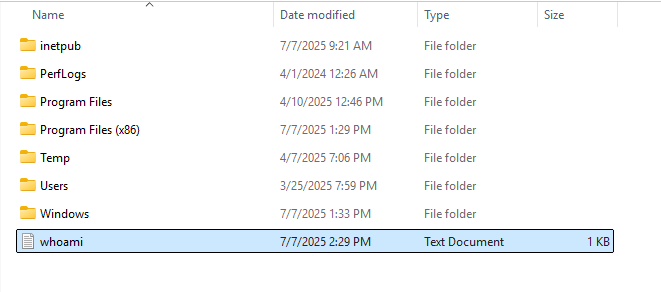 Name Date modified Type Size
inetpub 7/7/2025 9:21 AM File folder
PerfLogs 4/1/2024 12:26 AM File folder
Program Files 4/10/2025 12:46 PM File folder
Program Files (x86) 7/7/2025 1:29 PM File folder
Temp 4/7/2025 7:06 PM File folder
Users 3/25/2025 7:59 PM File folder
Windows 7/7/2025 1:33 PM File folder
whoami 7/7/2025 2:29 PM Text Document 1 KB